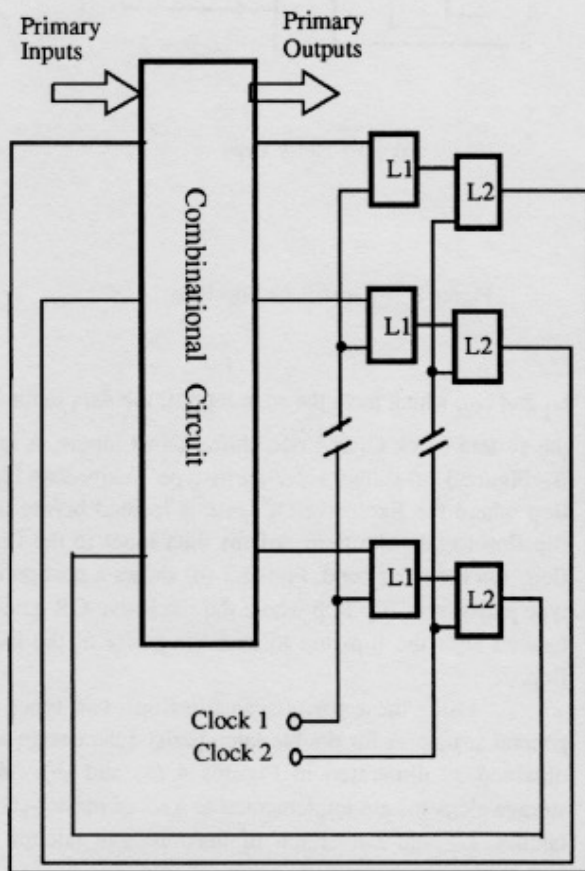 Primary
Inputs
Primary
Outputs
Combinational Circuit
L1
L2
L1
L2
L1
L2
Clock 1
Clock 2